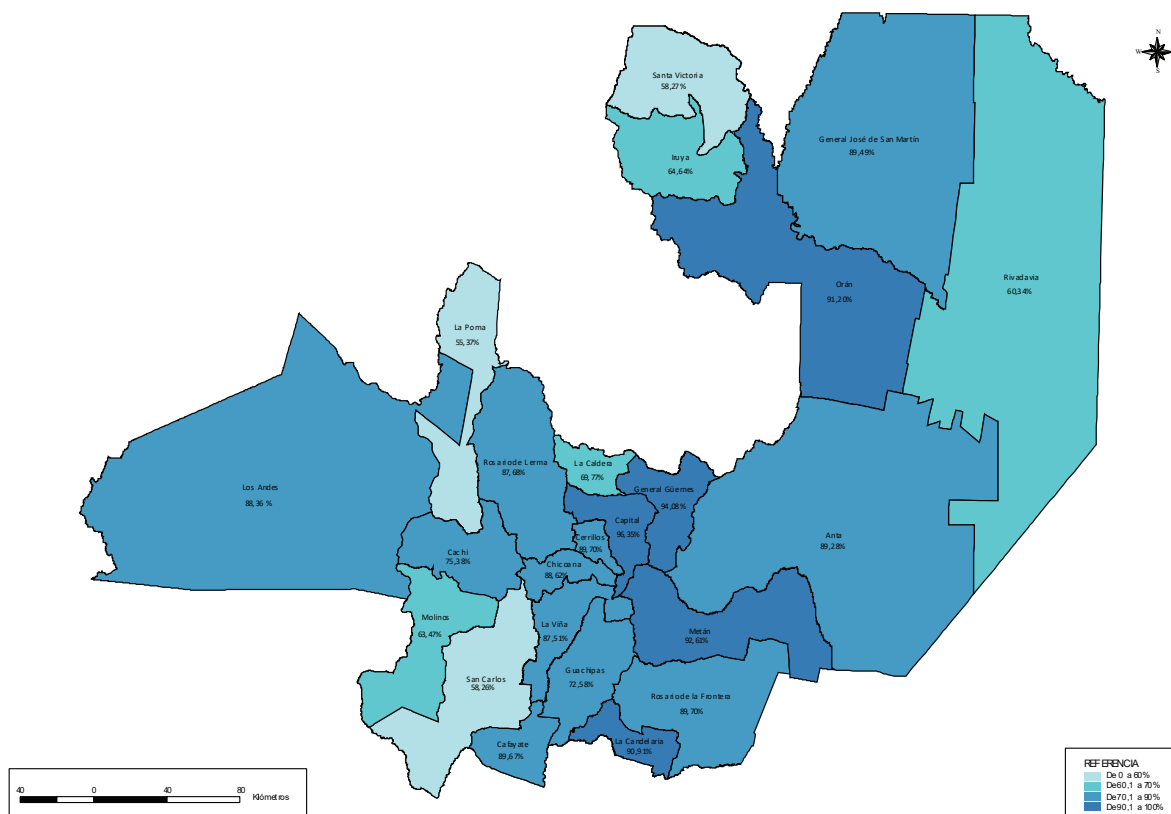 N
W
E
S
Santa Victoria
58,27%
General José de San Martín
89,49%
Iruya
64,64%
Rivadavia
60,34%
Orán
91,20%
La Poma
55,37%
Rosario de Lerma
87,68%
La Caldera
69,77%
General Güemes
94,08%
Los Andes
88,36 %
Capital
96,35%
Cerrillos
89,70%
Anta
89,28%
Cachi
75,38%
Chicoana
88,62%
Molinos
63,47%
La Viña
87,51%
Metán
92,61%
Guachipas
72,58%
San Carlos
58,26%
Rosario de la Frontera
89,70%
Cafayate
89,67%
La Candelaria
90,91%
40 0 40 80 Kilómetros
REFERENCIA
De 0 a 60%
De 60,1 a 70%
De 70,1 a 90%
De 90,1 a 100%